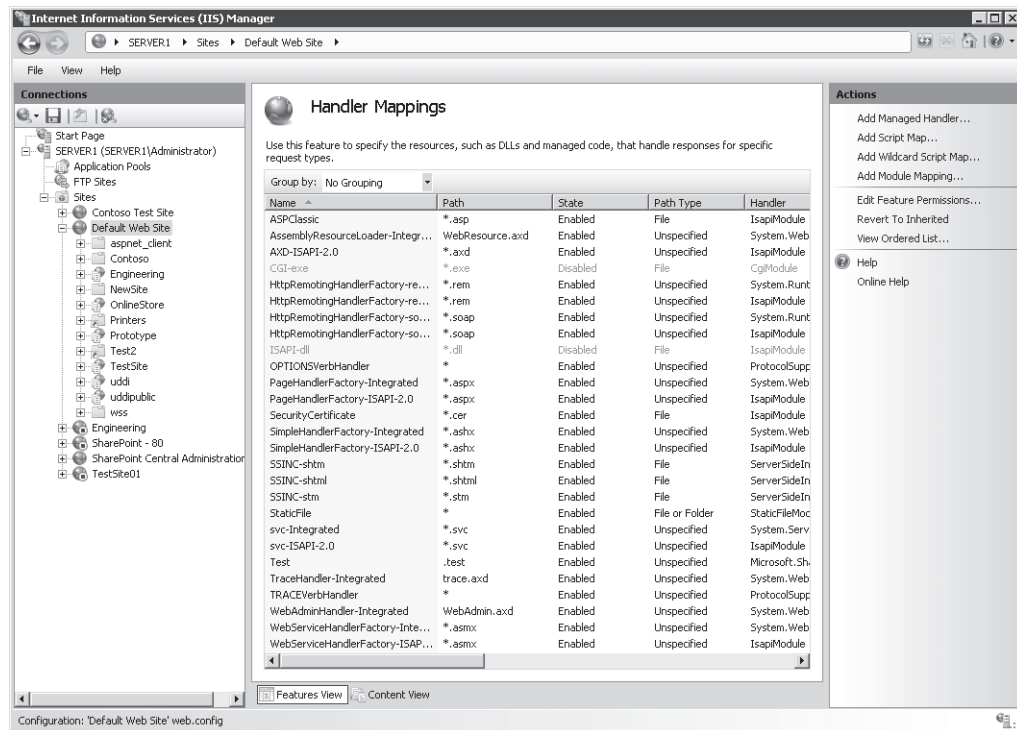 Internet Information Services (IIS) Manager
SERVER1 Sites Default Web Site
File View Help
Connections
Start Page
SERVER1 (SERVER1\Administrator)
Application Pools
FTP Sites
Sites
Contoso Test Site
Default Web Site
aspnet_client
Contoso
Engineering
NewSite
OnlineStore
Printers
Prototype
Test2
TestSite
uddi
uddipublic
wss
Engineering
SharePoint - 80
SharePoint Central Administration
TestSite01
Handler Mappings
Use this feature to specify the resources, such as DLLs and managed code, that handle responses for specific
request types.
Group by: No Grouping
Name Path State Path Type Handler
ASPClassic *.asp Enabled File IsapiModule
AssemblyResourceLoader-Integr... WebResource.axd Enabled Unspecified System.Web
AXD-ISAPI-2.0 *.axd Enabled Unspecified IsapiModule
CGI-exe *.exe Disabled File CgiModule
HttpRemotingHandlerFactory-re... *.rem Enabled Unspecified System.Runt
HttpRemotingHandlerFactory-re... *.rem Enabled Unspecified IsapiModule
HttpRemotingHandlerFactory-so... *.soap Enabled Unspecified System.Runt
HttpRemotingHandlerFactory-so... *.soap Enabled Unspecified IsapiModule
ISAPI-dll *.dll Disabled File IsapiModule
OPTIONSVerbHandler * Enabled Unspecified ProtocolSupp
PageHandlerFactory-Integrated *.aspx Enabled Unspecified System.Web
PageHandlerFactory-ISAPI-2.0 *.aspx Enabled Unspecified IsapiModule
SecurityCertificate *.cer Enabled File IsapiModule
SimpleHandlerFactory-Integrated *.ashx Enabled Unspecified System.Web
SimpleHandlerFactory-ISAPI-2.0 *.ashx Enabled Unspecified IsapiModule
SSINC-shtm *.shtm Enabled File ServerSideIn
SSINC-shtml *.shtml Enabled File ServerSideIn
SSINC-stm *.stm Enabled File ServerSideIn
StaticFile * Enabled File or Folder StaticFileMod
svc-Integrated *.svc Enabled Unspecified System.Serv
svc-ISAPI-2.0 *.svc Enabled Unspecified IsapiModule
Test .test Enabled Unspecified Microsoft.Sh
TraceHandler-Integrated trace.axd Enabled Unspecified System.Web
TRACEVerbHandler * Enabled Unspecified ProtocolSupp
WebAdminHandler-Integrated WebAdmin.axd Enabled Unspecified System.Web
WebServiceHandlerFactory-Inte... *.asmx Enabled Unspecified System.Web
WebServiceHandlerFactory-ISAP... *.asmx Enabled Unspecified IsapiModule
Features View Content View
Actions
Add Managed Handler...
Add Script Map...
Add Wildcard Script Map...
Add Module Mapping...
Edit Feature Permissions...
Revert To Inherited
View Ordered List...
Help
Online Help
Configuration: 'Default Web Site' web.config